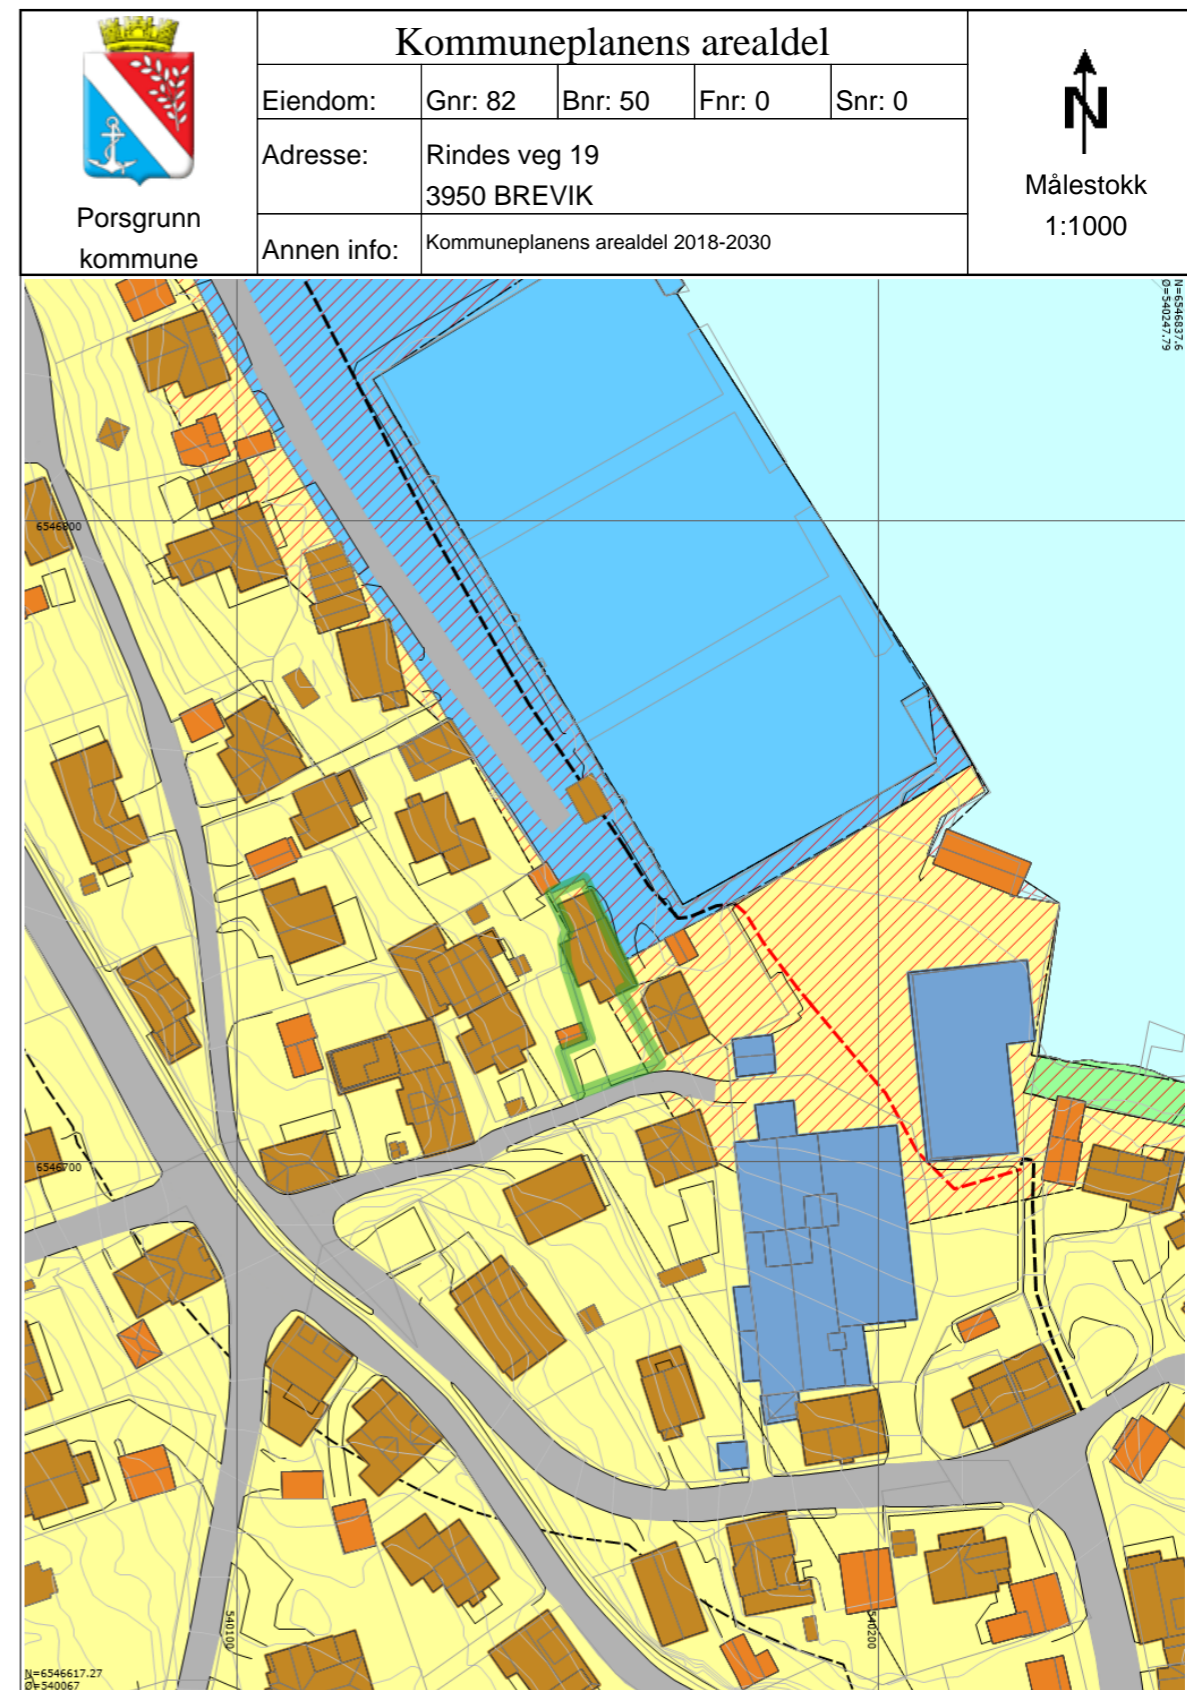 Kommuneplanens arealdel
Eiendom: Gnr: 82 Bnr: 50 Fnr: 0 Snr: 0
Adresse: Rindes veg 19
3950 BREVIK
Annen info: Kommuneplanens arealdel 2018-2030
Porsgrunn
kommune
N
Målestokk
1:1000
N=6546837.6
Ø=540247.79
6546800
6546700
540100
540200
N=6546617.27
Ø=540067